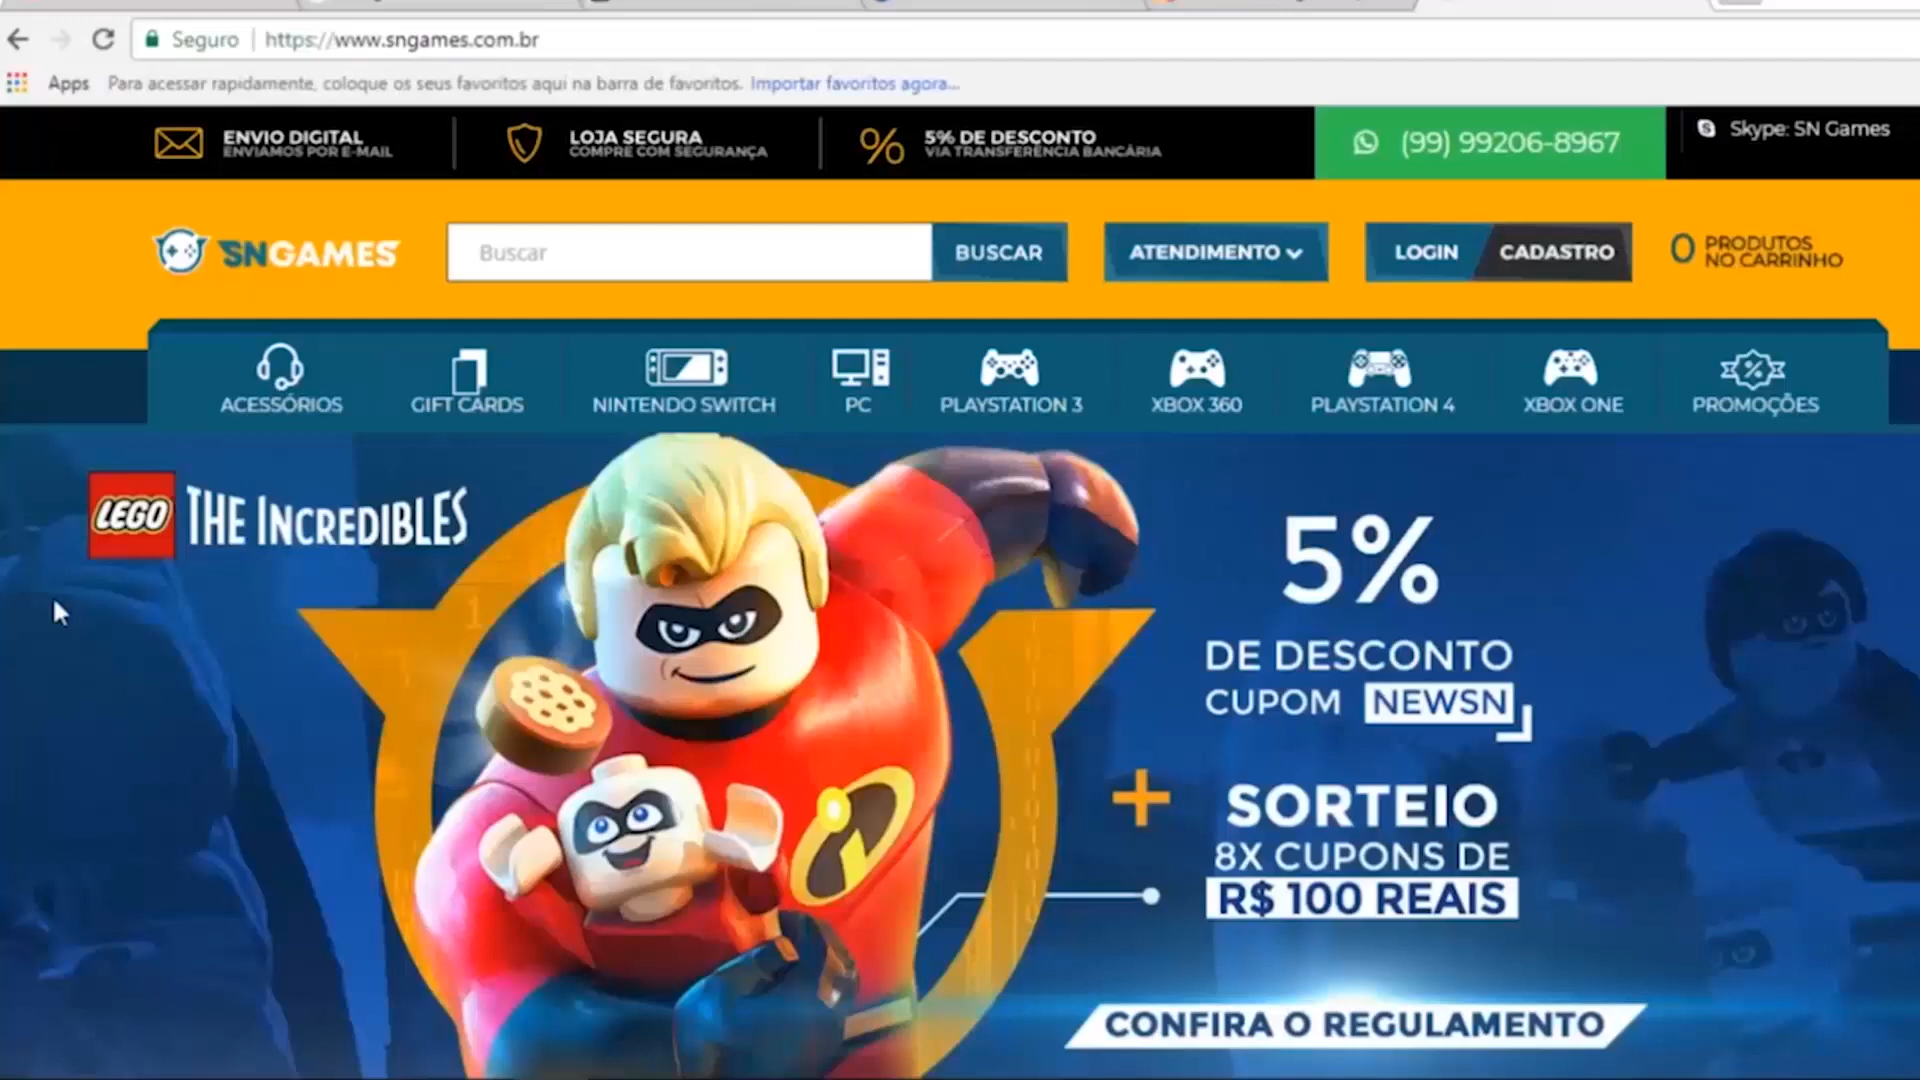 Seguro https://www.sngames.com.br
Apps Para acessar rapidamente, coloque os seus favoritos aqui na barra de favoritos. Importar favoritos agora...
ENVIO DIGITAL
ENVIAMOS POR E-MAIL
LOJA SEGURA
COMPRE COM SEGURANÇA
5% DE DESCONTO
VIA TRANSFERÊNCIA BANCÁRIA
(99) 99206-8967
Skype: SN Games
SNGAMES
Buscar
BUSCAR
ATENDIMENTO
LOGIN
CADASTRO
0 PRODUTOS
NO CARRINHO
ACESSÓRIOS
GIFT CARDS
NINTENDO SWITCH
PC
PLAYSTATION 3
XBOX 360
PLAYSTATION 4
XBOX ONE
PROMOÇÕES
LEGO THE INCREDIBLES
5%
DE DESCONTO
CUPOM NEWSN
+ SORTEIO
8X CUPONS DE
R$ 100 REAIS
CONFIRA O REGULAMENTO